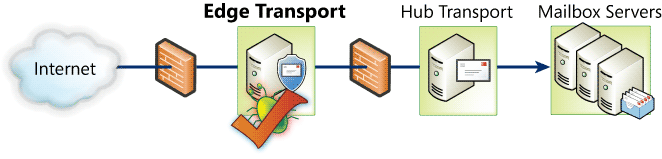 Edge Transport
Hub Transport
Mailbox Servers
Internet